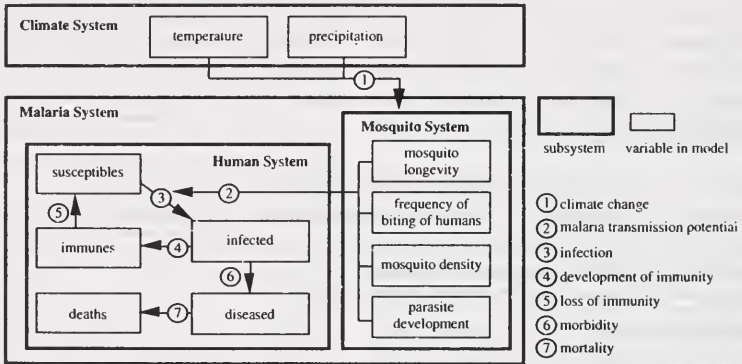 Climate System
temperature
precipitation
1
Malaria System
Mosquito System
Human System
mosquito
longevity
frequency of
biting of humans
mosquito density
parasite
development
susceptibles
immunes
infected
deaths
diseased
2
3
4
5
6
7
subsystem
variable in model
1 climate change
2 malaria transmission potential
3 infection
4 development of immunity
5 loss of immunity
6 morbidity
7 mortality